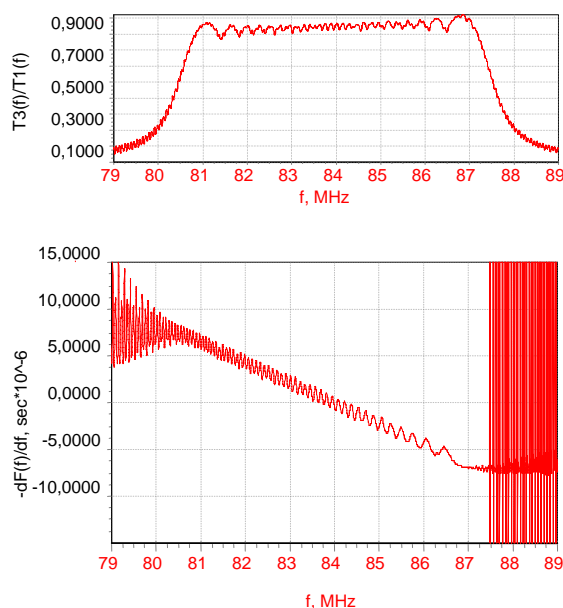 T3(f)/T1(f)
0,9000
0,7000
0,5000
0,3000
0,1000
79 80 81 82 83 84 85 86 87 88 89
f, MHz
-dF(f)/df, sec*10^-6
15,0000
10,0000
5,0000
0,0000
-5,0000
-10,0000
79 80 81 82 83 84 85 86 87 88 89
f, MHz